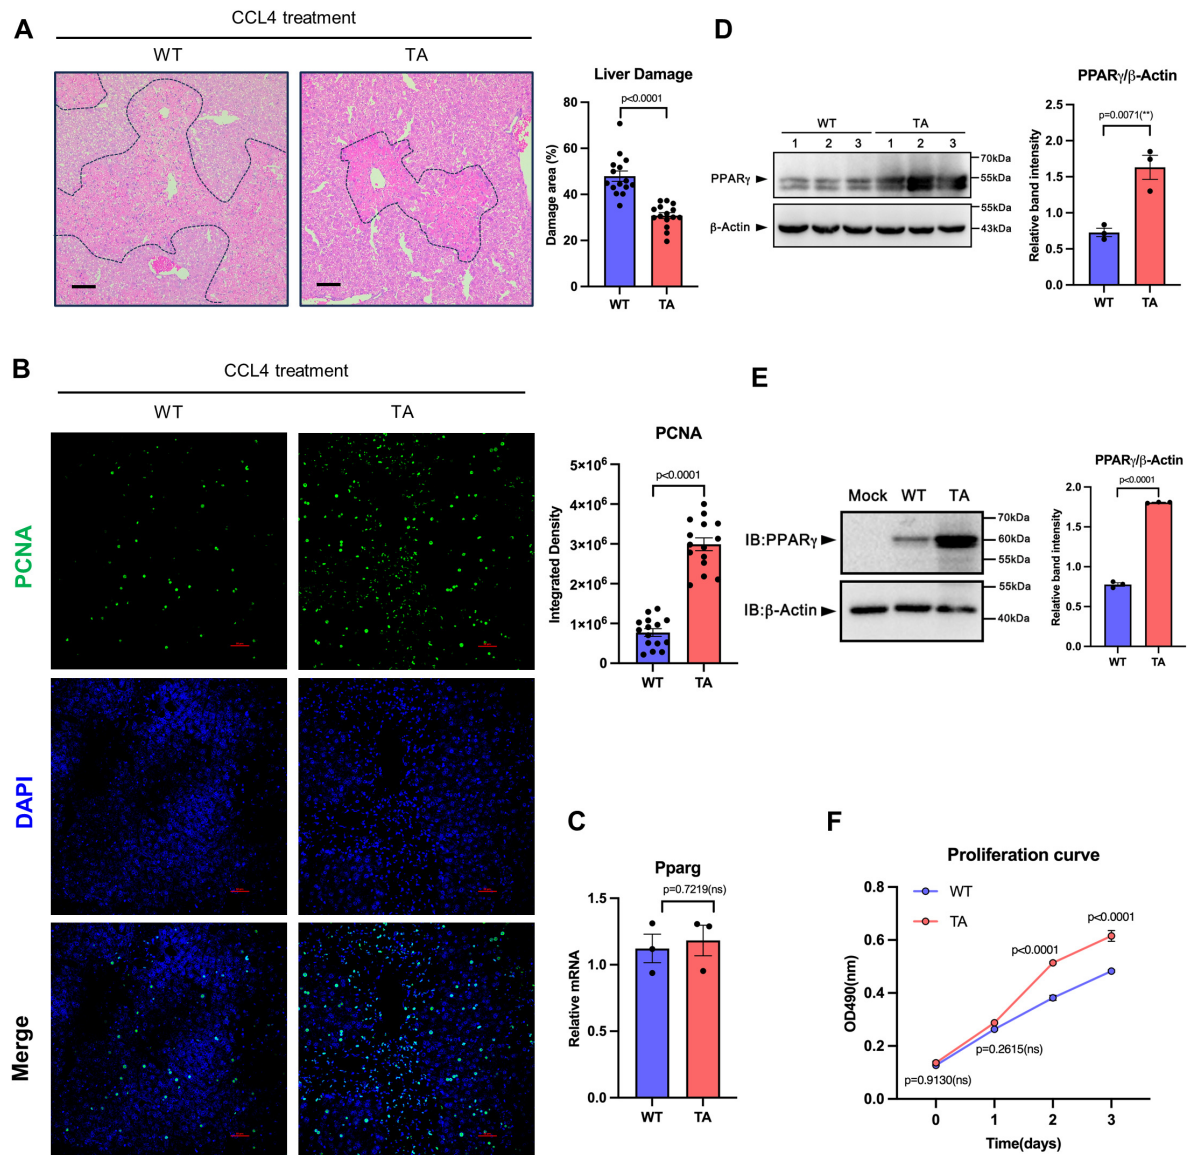 A
CCL4 treatment
WT
TA
Liver Damage
p<0.0001
Damage area (%)
80
60
40
20
0
WT
TA
B
CCL4 treatment
WT
TA
PCNA
DAPI
Merge
PCNA
p<0.0001
Integrated Density
5×10⁶
4×10⁶
3×10⁶
2×10⁶
1×10⁶
0
WT
TA
C
Pparg
p=0.7219(ns)
Relative mRNA
1.5
1.0
0.5
0.0
WT
TA
D
WT
TA
1 2 3 1 2 3
PPARγ
β-Actin
70kDa
55kDa
55kDa
43kDa
PPARγ/β-Actin
p=0.0071(**)
Relative band intensity
2.5
2.0
1.5
1.0
0.5
0.0
WT
TA
E
Mock WT TA
IB:PPARγ
IB:β-Actin
70kDa
60kDa
55kDa
55kDa
40kDa
PPARγ/β-Actin
p<0.0001
Relative band intensity
2.0
1.5
1.0
0.5
0.0
WT
TA
F
Proliferation curve
WT
TA
p<0.0001
p<0.0001
p=0.2615(ns)
p=0.9130(ns)
OD490(nm)
0.8
0.6
0.4
0.2
0.0
0 1 2 3
Time(days)